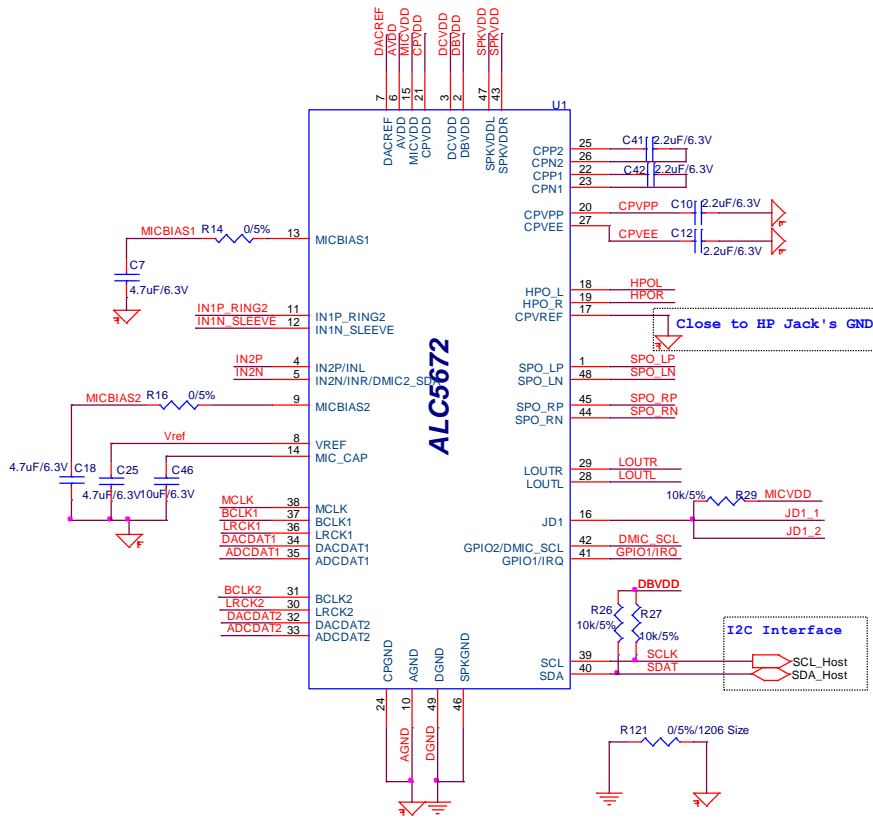 DACREF AVDD MICVDD CPVDD DCVDD DBVDD SPKVDD SPKVDD
7 6 15 21 3 2 47 43
U1
DACREF AVDD MICVDD CPVDD DCVDD DBVDD SPKVDDL SPKVDDR
CPP2 25 C41 2.2uF/6.3V
CPN2 26
CPP1 22 C42 2.2uF/6.3V
CPN1 23
CPVPP 20 CPVPP C10 2.2uF/6.3V
CPVEE 27 CPVEE C12 2.2uF/6.3V
MICBIAS1 R14 0/5% 13 MICBIAS1
C7
4.7uF/6.3V
HPO_L 18 HPOL
HPO_R 19 HPOR
CPVREF 17
Close to HP Jack's GND
IN1P_RING2 11 IN1P_RING2
IN1N_SLEEVE 12 IN1N_SLEEVE
ALC5672
IN2P 4 IN2P/INL
IN2N 5 IN2N/INR/DMIC2_SDA
SPO_LP 1 SPO_LP
SPO_LN 48 SPO_LN
MICBIAS2 R16 0/5% 9 MICBIAS2
SPO_RP 45 SPO_RP
SPO_RN 44 SPO_RN
Vref 8 VREF
14 MIC_CAP
4.7uF/6.3V C18
C25 4.7uF/6.3V
C46 10uF/6.3V
LOUTR 29 LOUTR
LOUTL 28 LOUTL
10k/5% R29 MICVDD
JD1 16 JD1_1
JD1_2
MCLK 38 MCLK
BCLK1 37 BCLK1
LRCK1 36 LRCK1
DACDAT1 34 DACDAT1
ADCDAT1 35 ADCDAT1
GPIO2/DMIC_SCL 42 DMIC_SCL
GPIO1/IRQ 41 GPIO1/IRQ
BCLK2 31 BCLK2
LRCK2 30 LRCK2
DACDAT2 32 DACDAT2
ADCDAT2 33 ADCDAT2
DBVDD
R26 10k/5%
R27 10k/5%
I2C Interface
SCL 39 SCLK SCL_Host
SDA 40 SDAT SDA_Host
CPGND AGND DGND SPKGND
24 10 49 46
AGND DGND
R121 0/5%/1206 Size